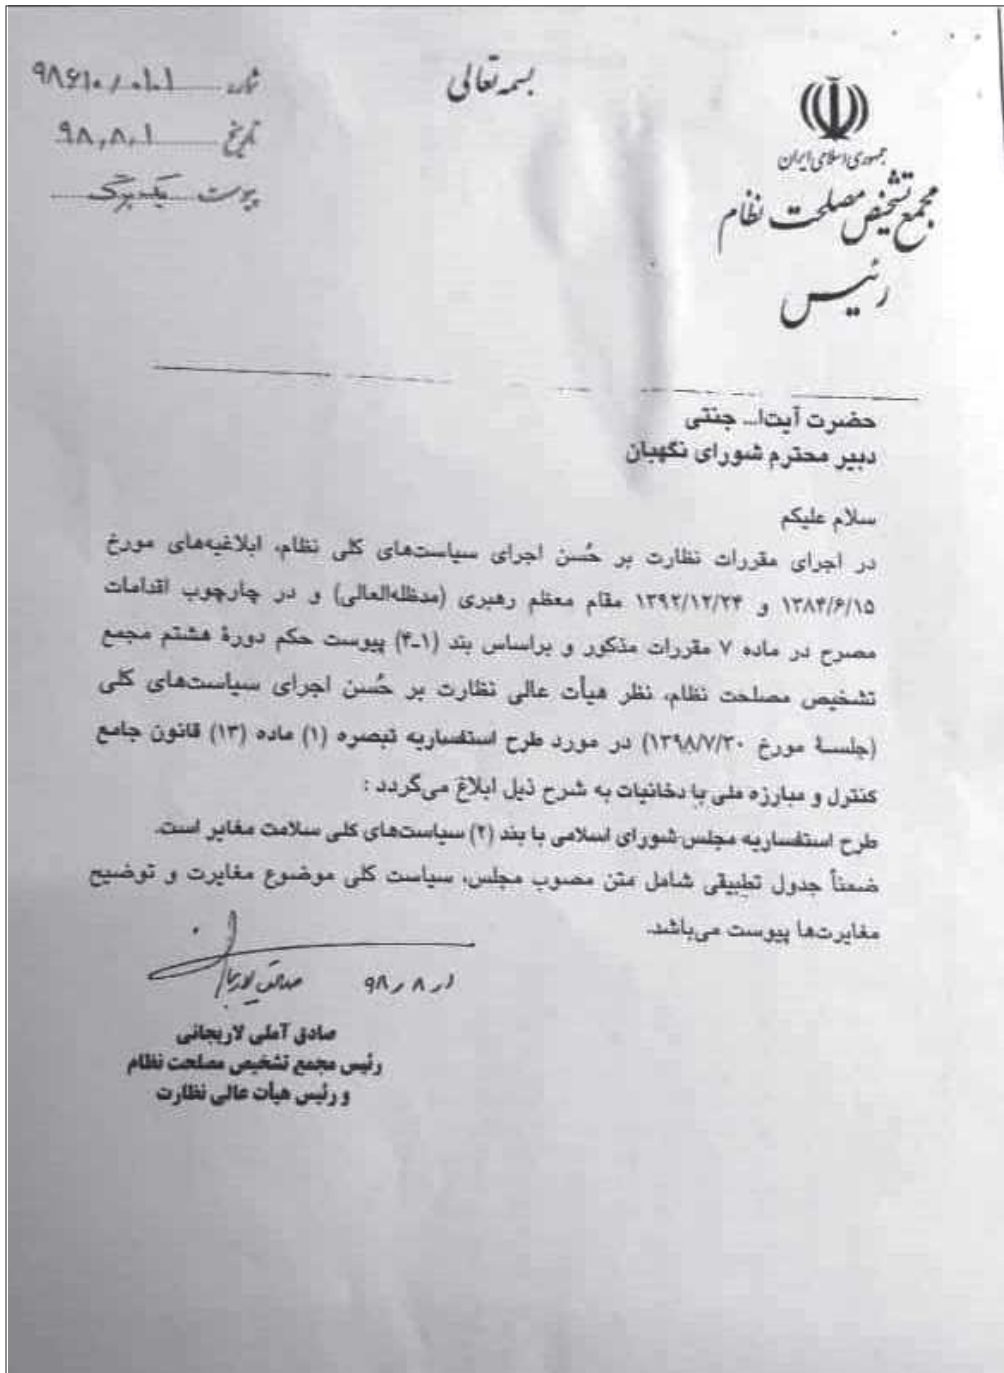 بسمه تعالی
جمهوری اسلامی ایران
مجمع تشخیص مصلحت نظام
رئیس
شماره ۰۱۰۱/۹۸۶۱۰
تاریخ ۹۸,۸,۱
پیوست یک برگ
حضرت آیت‌ا... جنتی
دبیر محترم شورای نگهبان
سلام علیکم
در اجرای مقررات نظارت بر حُسن اجرای سیاست‌های کلی نظام، ابلاغیه‌های مورخ
۱۳۸۴/۶/۱۵ و ۱۳۹۲/۱۲/۲۴ مقام معظم رهبری (مدظله‌العالی) و در چارچوب اقدامات
مصرح در ماده ۷ مقررات مذکور و براساس بند (۱-۴) پیوست حکم دورهٔ هشتم مجمع
تشخیص مصلحت نظام، نظر هیأت عالی نظارت بر حُسن اجرای سیاست‌های کلی
(جلسهٔ مورخ ۱۳۹۸/۷/۳۰) در مورد طرح استفساریه تبصره (۱) ماده (۱۳) قانون جامع
کنترل و مبارزه ملی با دخانیات به شرح ذیل ابلاغ می‌گردد :
طرح استفساریه مجلس شورای اسلامی با بند (۲) سیاست‌های کلی سلامت مغایر است.
ضمناً جدول تطبیقی شامل متن مصوب مجلس، سیاست کلی موضوع مغایرت و توضیح
مغایرت‌ها پیوست می‌باشد.
۹۸,۸,۱
صادق آملی لاریجانی
رئیس مجمع تشخیص مصلحت نظام
و رئیس هیأت عالی نظارت